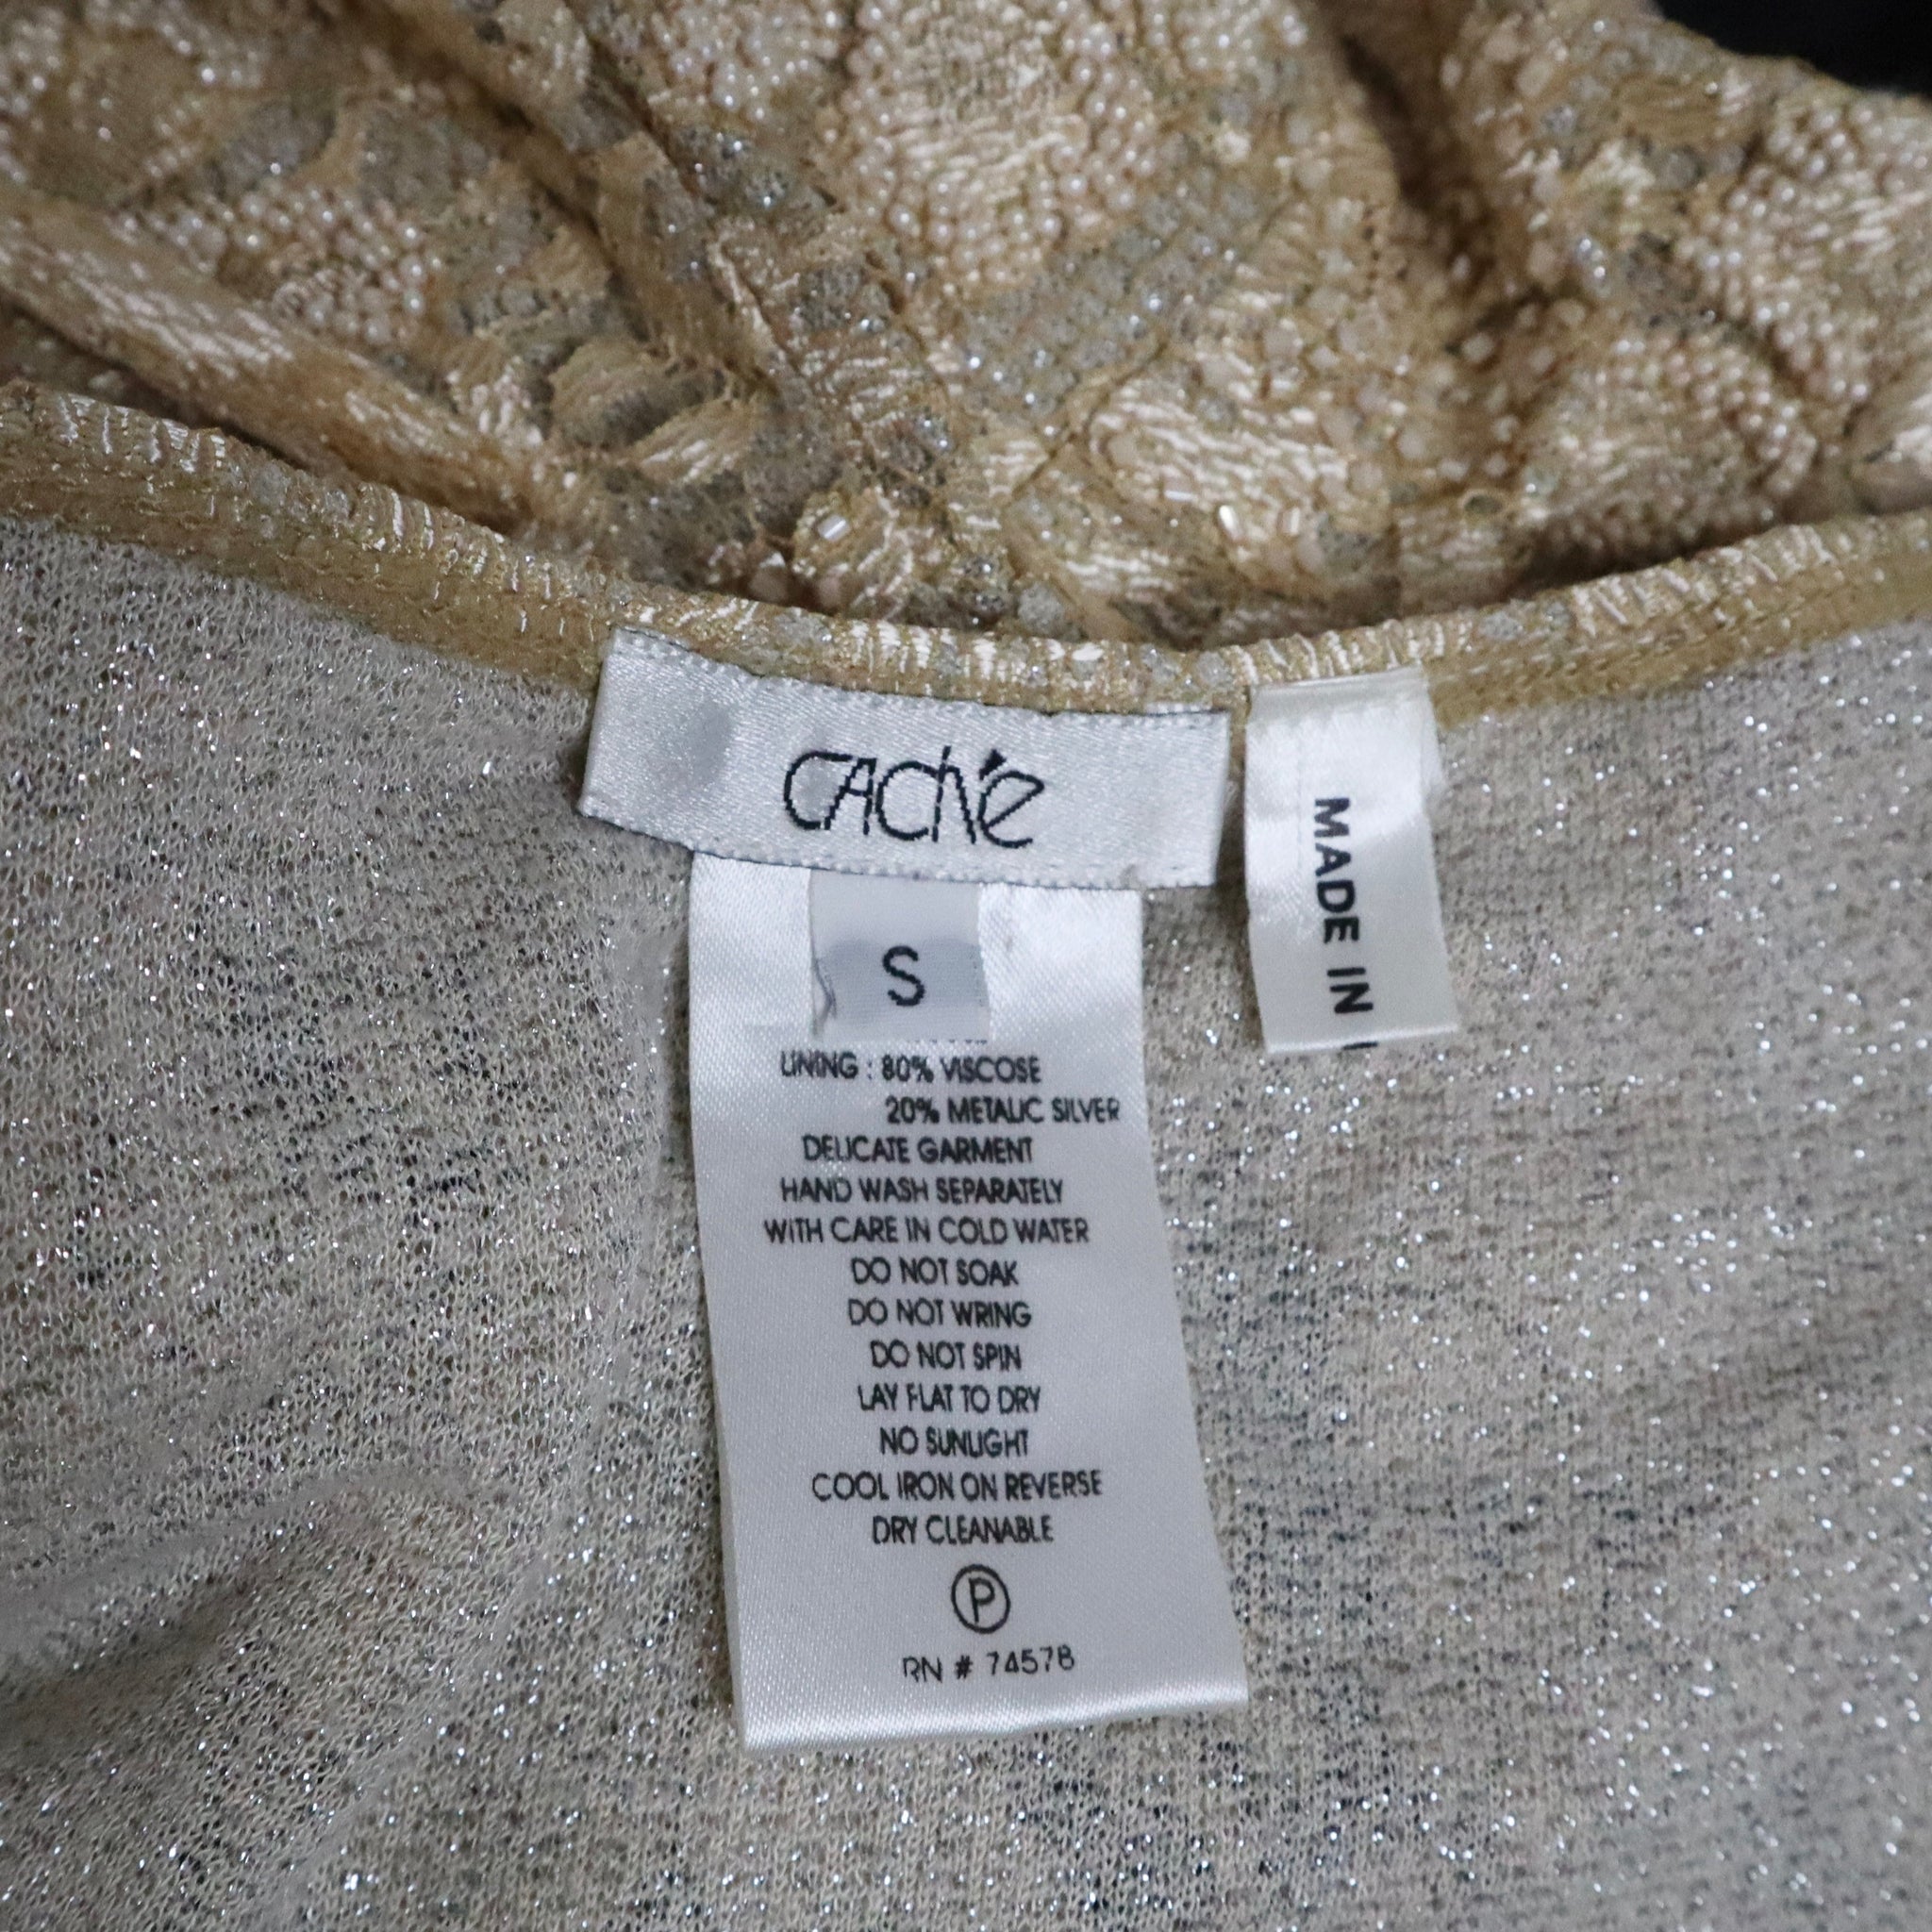 CAChé
S
LINING : 80% VISCOSE
20% METALIC SILVER
DELICATE GARMENT
HAND WASH SEPARATELY
WITH CARE IN COLD WATER
DO NOT SOAK
DO NOT WRING
DO NOT SPIN
LAY FLAT TO DRY
NO SUNLIGHT
COOL IRON ON REVERSE
DRY CLEANABLE
P
RN # 74578
MADE IN